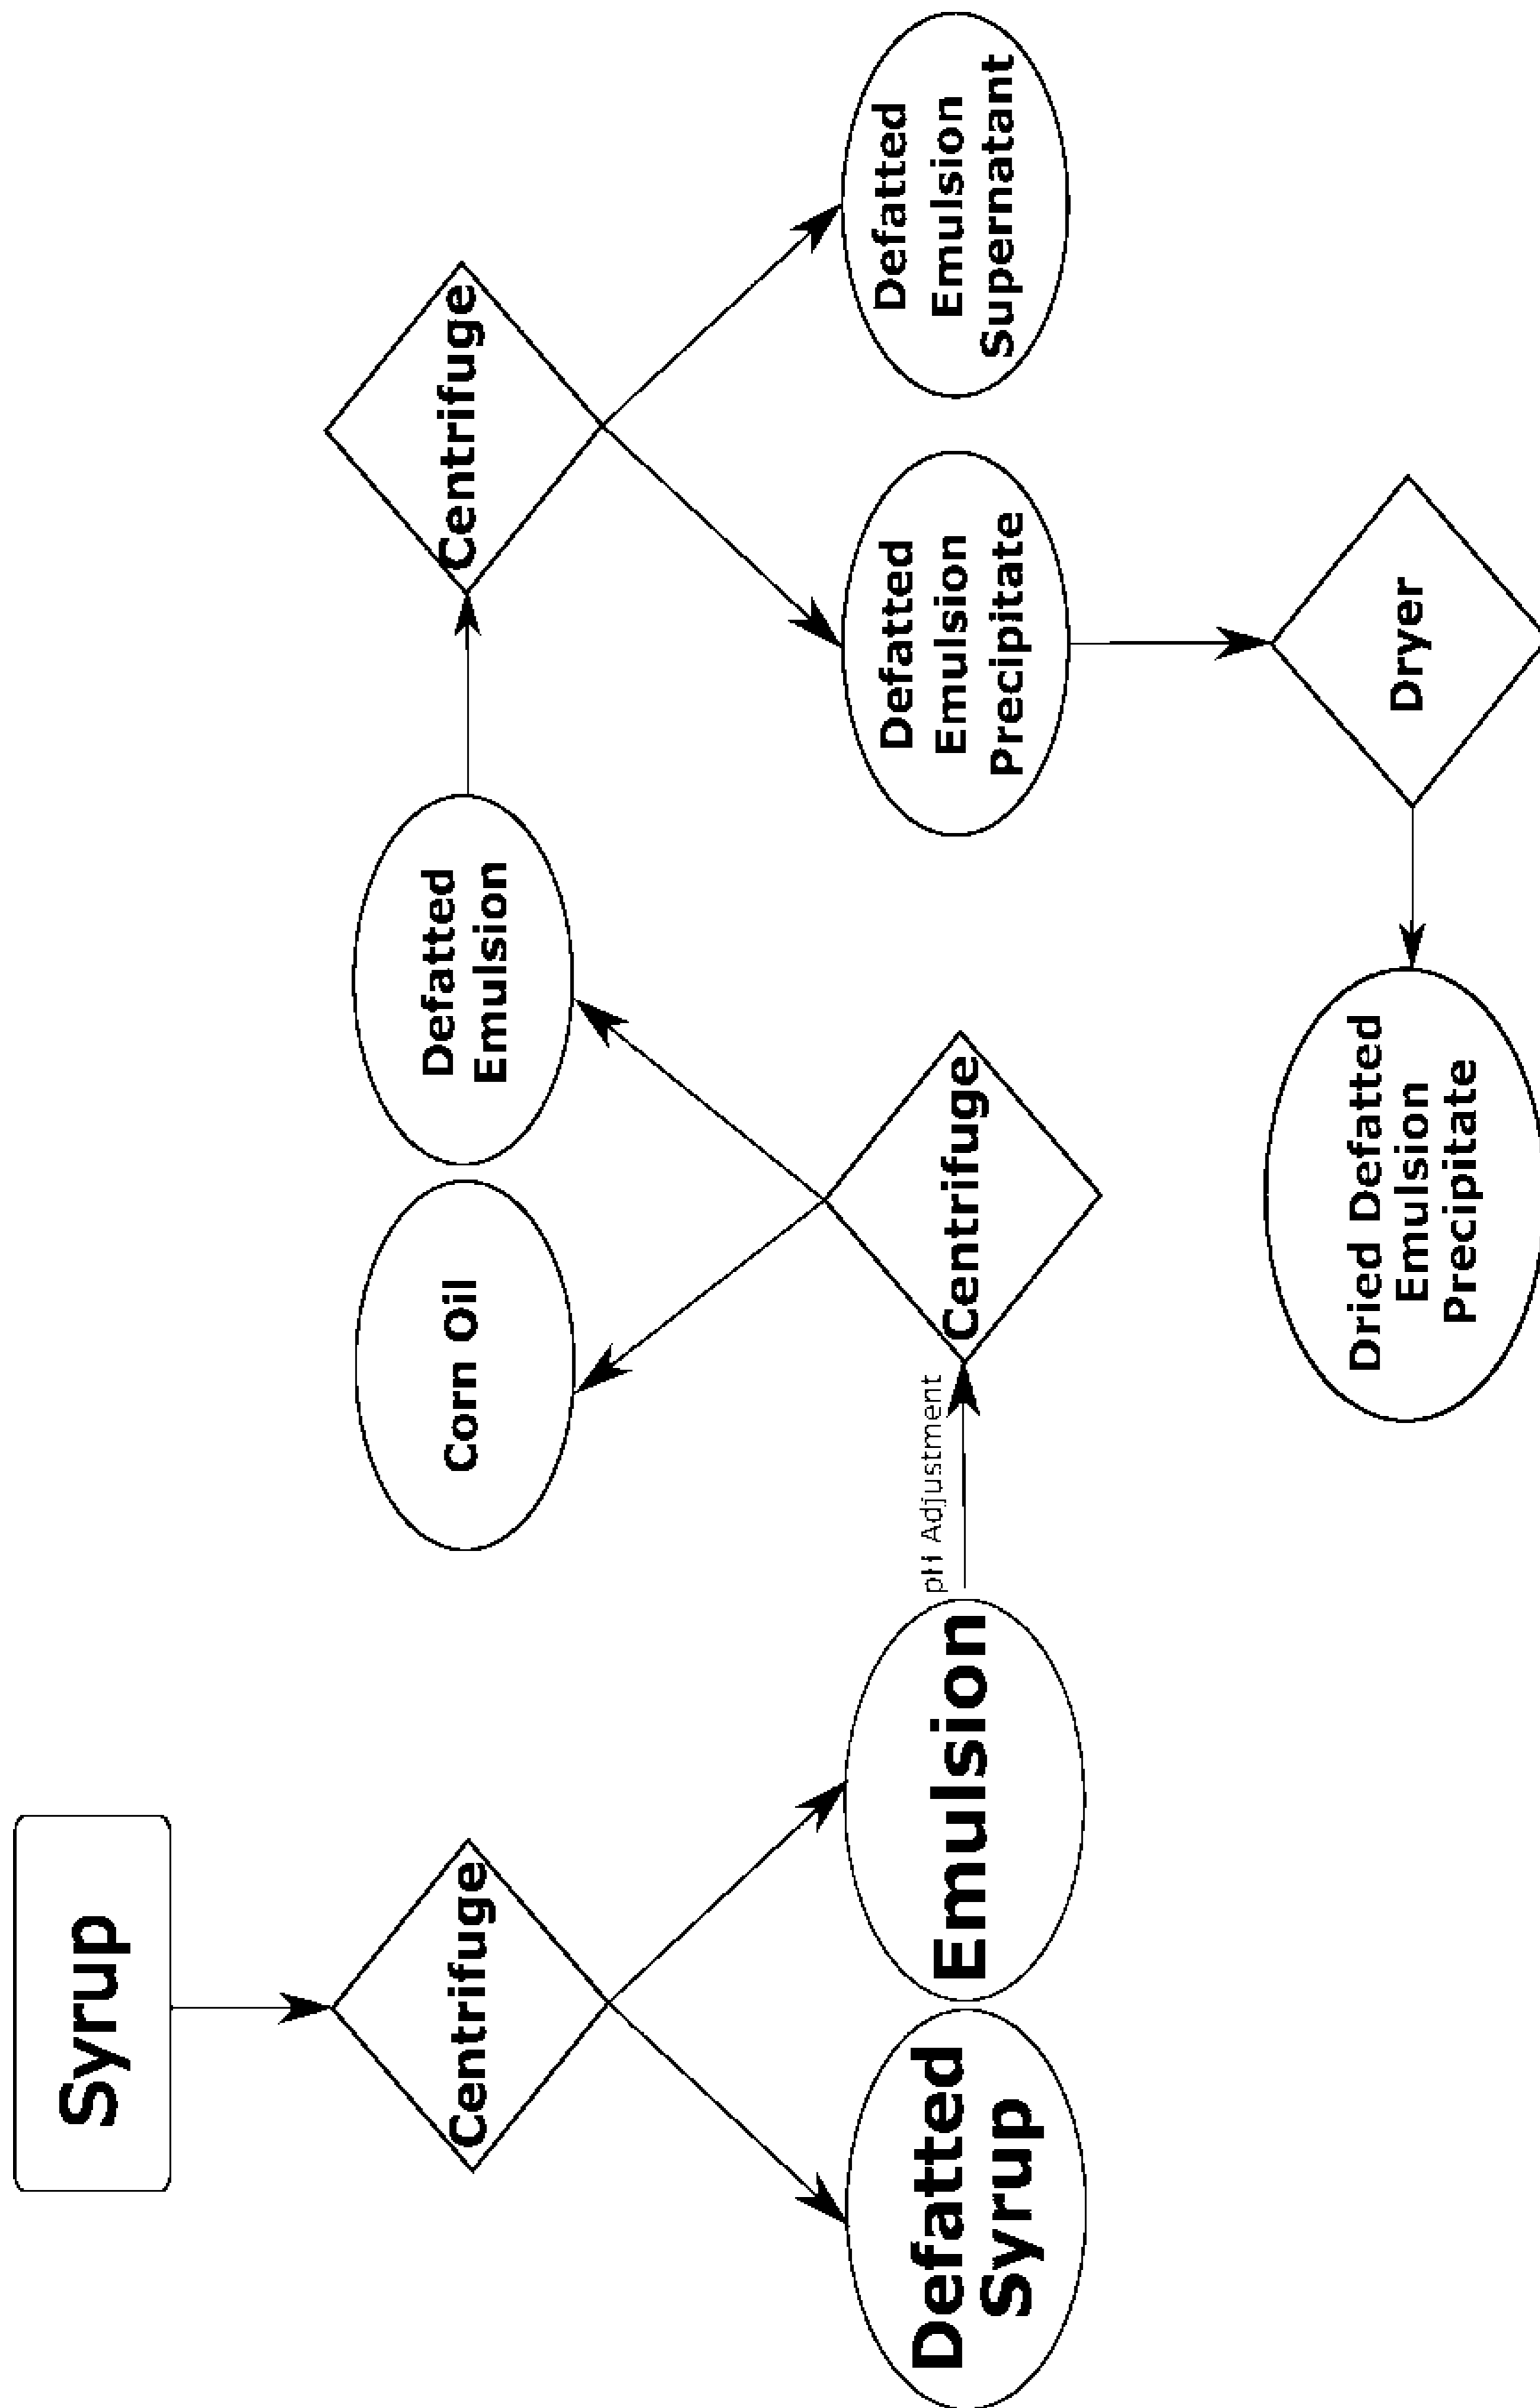 Syrup
Centrifuge
Defatted
Syrup
Emulsion
pH Adjustment
Centrifuge
Corn Oil
Defatted
Emulsion
Centrifuge
Defatted
Emulsion
Precipitate
Defatted
Emulsion
Supernatant
Dryer
Dried Defatted
Emulsion
Precipitate